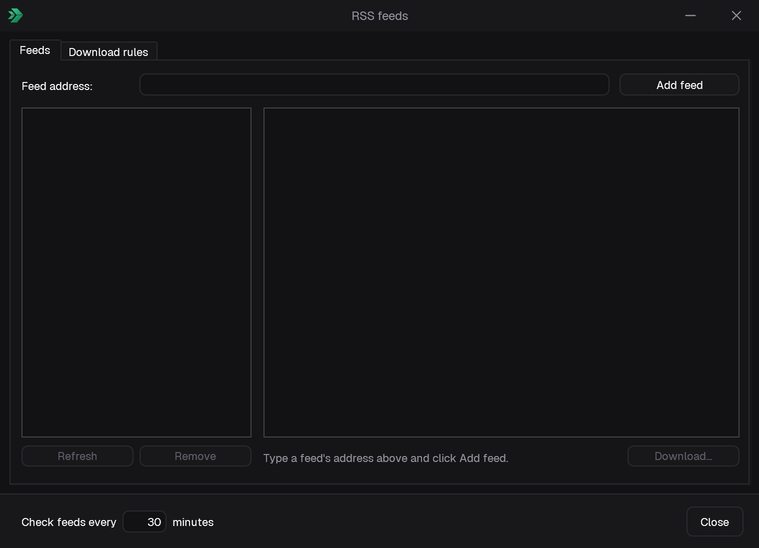 RSS feeds
Feeds
Download rules
Feed address:
Add feed
Refresh
Remove
Type a feed's address above and click Add feed.
Download...
Check feeds every 30 minutes
Close